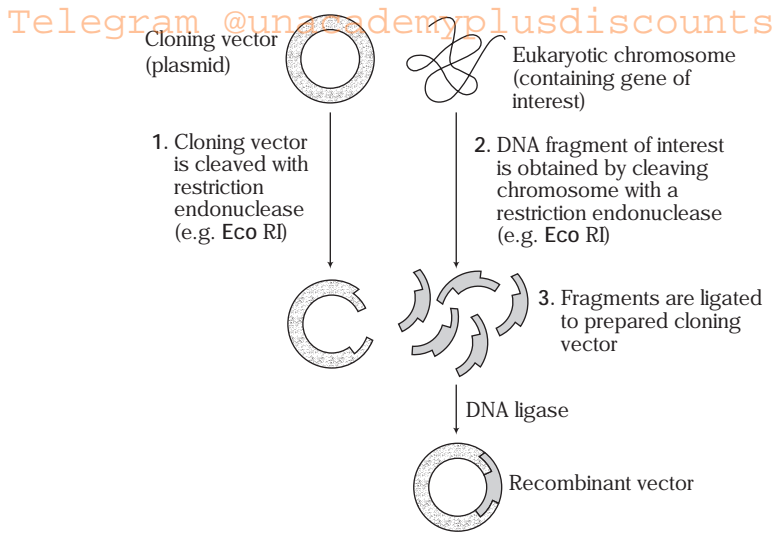 Telegram @unacademyplusdiscounts
Cloning vector
(plasmid)
Eukaryotic chromosome
(containing gene of
interest)
1. Cloning vector
is cleaved with
restriction
endonuclease
(e.g. Eco RI)
2. DNA fragment of interest
is obtained by cleaving
chromosome with a
restriction endonuclease
(e.g. Eco RI)
3. Fragments are ligated
to prepared cloning
vector
DNA ligase
Recombinant vector